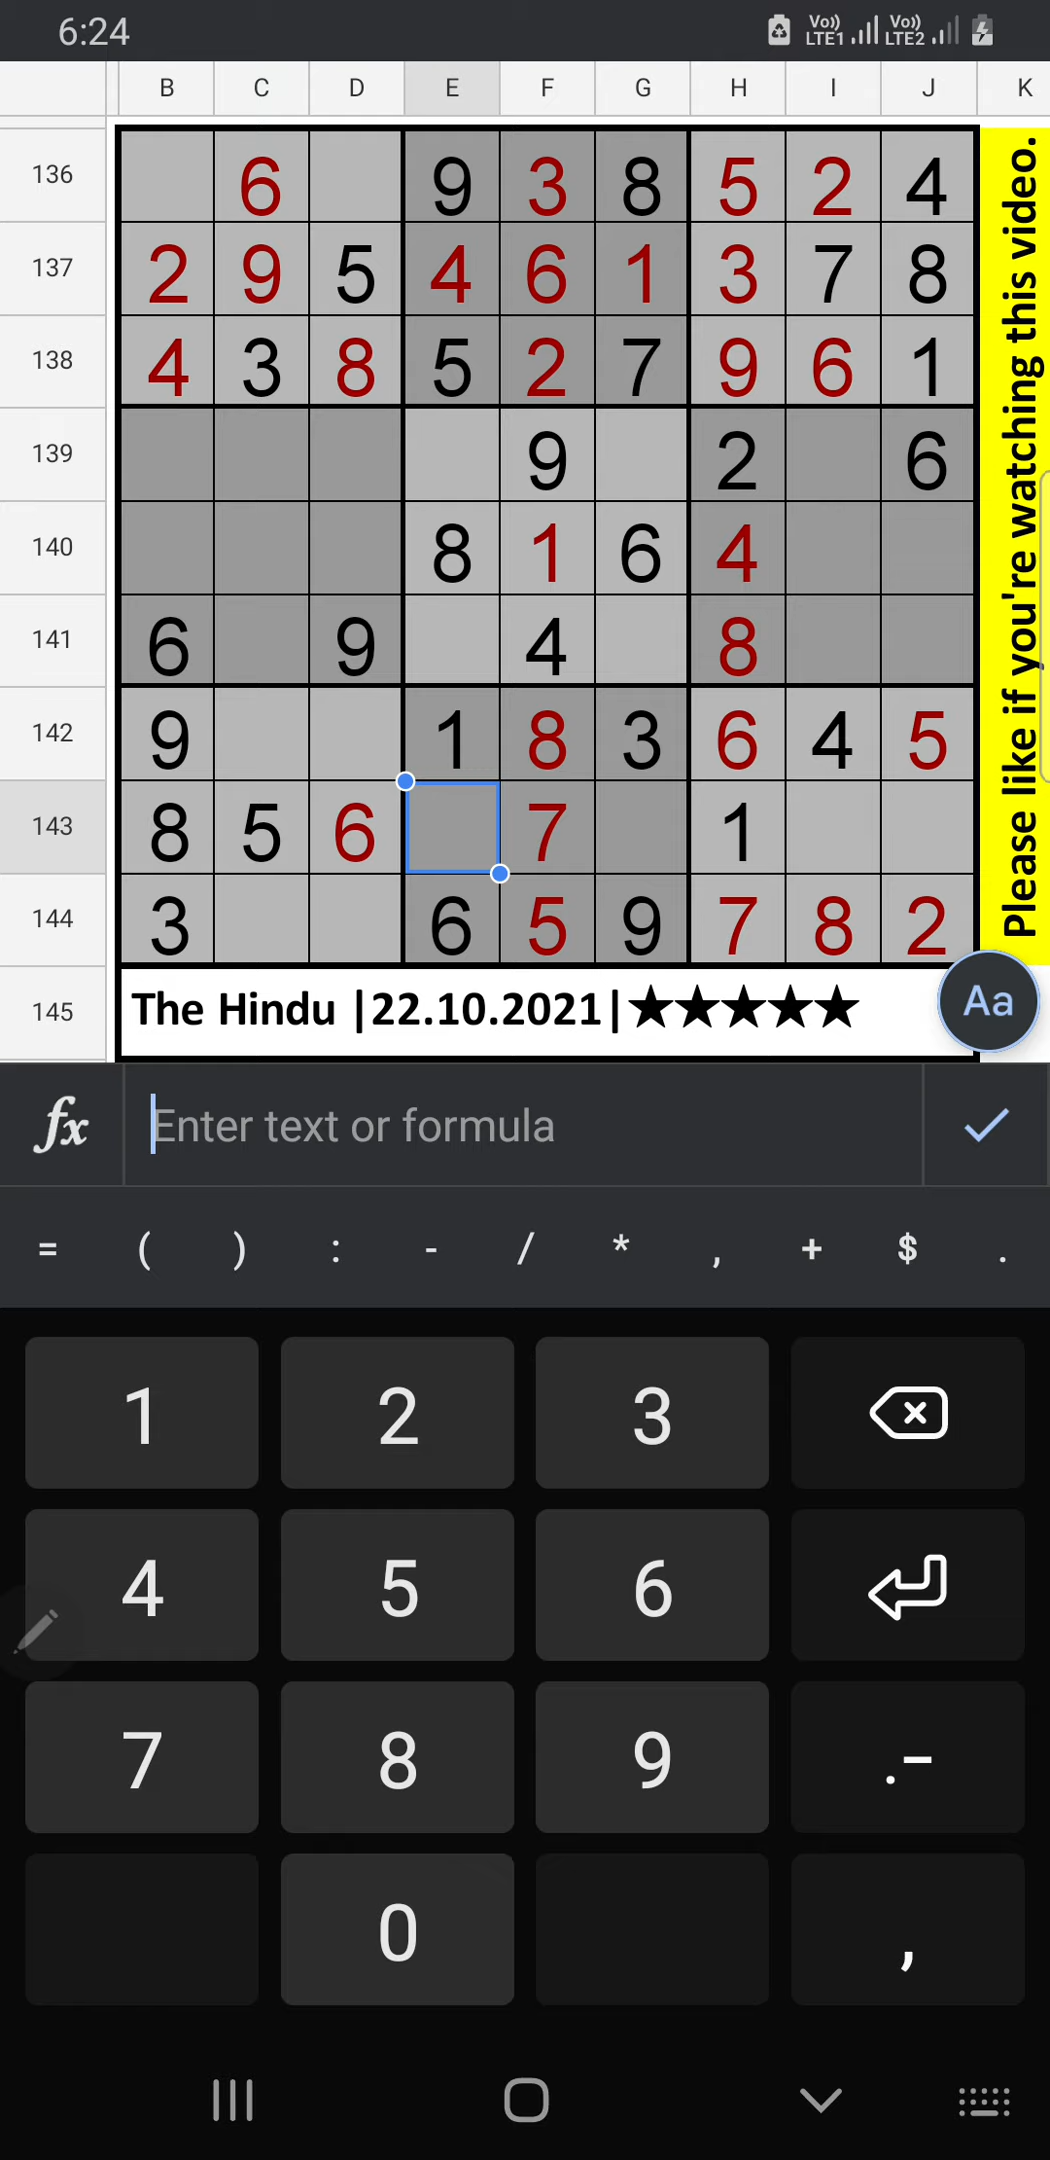 6:24
Vo)) LTE1 Vo)) LTE2
B C D E F G H I J K
136 6 9 3 8 5 2 4
137 2 9 5 4 6 1 3 7 8
138 4 3 8 5 2 7 9 6 1
139 9 2 6
140 8 1 6 4
141 6 9 4 8
142 9 1 8 3 6 4 5
143 8 5 6 7 1
144 3 6 5 9 7 8 2
Please like if you're watching this video.
145 The Hindu |22.10.2021|★★★★★
Aa
fx Enter text or formula
= ( ) : - / * , + $ .
1 2 3
4 5 6
7 8 9 .-
0 ,